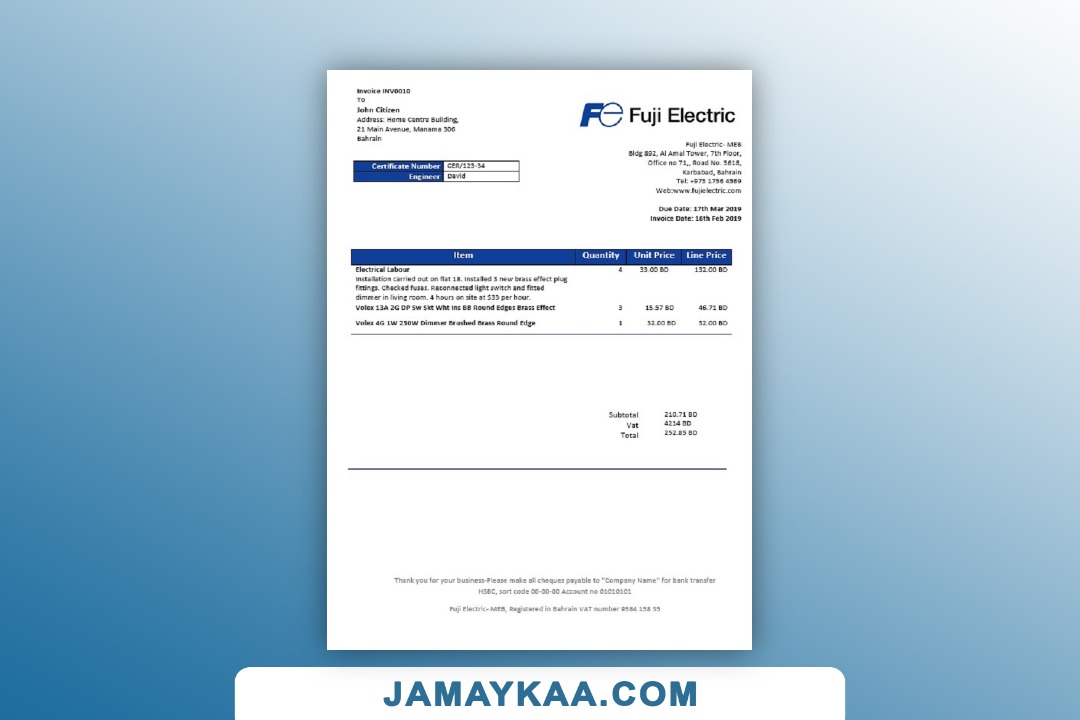 Invoice INV0010
To
John Citizen
Address: Home Centre Building,
21 Main Avenue, Manama 306
Bahrain
Certificate Number CER/123-34
Engineer David
Fuji Electric
Fuji Electric- MEB
Bldg 892, Al Amal Tower, 7th Floor,
Office no 71,, Road No. 3618,
Karbabad, Bahrain
Tel: +973 1756 4569
Web:www.fujielectric.com
Due Date: 17th Mar 2019
Invoice Date: 16th Feb 2019
Item Quantity Unit Price Line Price
Electrical Labour 4 33.00 BD 132.00 BD
Installation carried out on flat 18. Installed 3 new brass effect plug
fittings. Checked fuses. Reconnected light switch and fitted
dimmer in living room. 4 hours on site at $33 per hour.
Volex 13A 2G DP Sw Skt Wht Ins BB Round Edges Brass Effect 3 15.57 BD 46.71 BD
Volex 4G 1W 250W Dimmer Brushed Brass Round Edge 1 32.00 BD 32.00 BD
Subtotal 210.71 BD
Vat 4214 BD
Total 252.85 BD
Thank you for your business-Please make all cheques payable to "Company Name" for bank transfer
HSBC, sort code 00-00-00 Account no 01010101
Fuji Electric- MEB, Registered in Bahrain VAT number
JAMAYKAA.COM